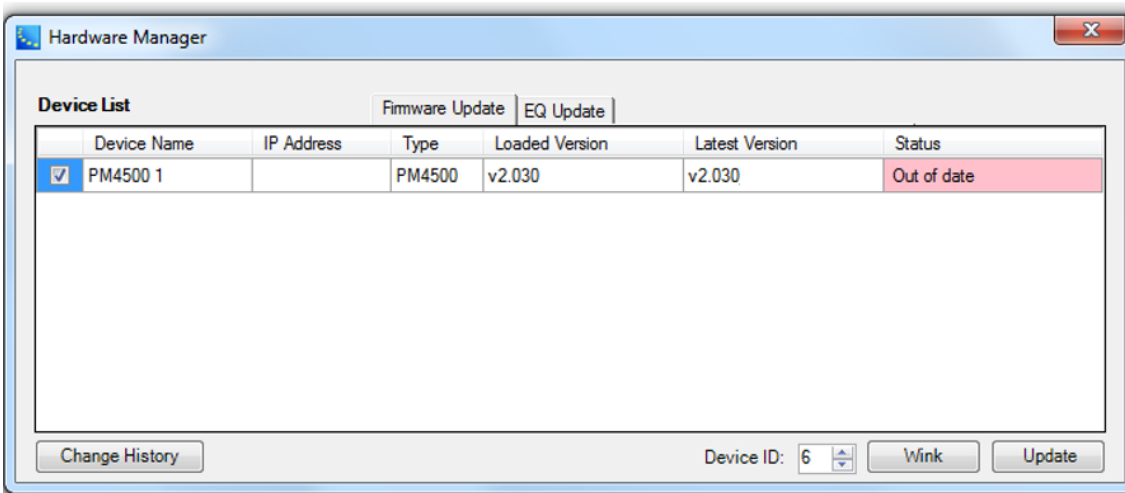 Hardware Manager
Device List
Firmware Update EQ Update
Device Name IP Address Type Loaded Version Latest Version Status
PM4500 1 PM4500 v2.030 v2.030 Out of date
Change History Device ID: 6 Wink Update